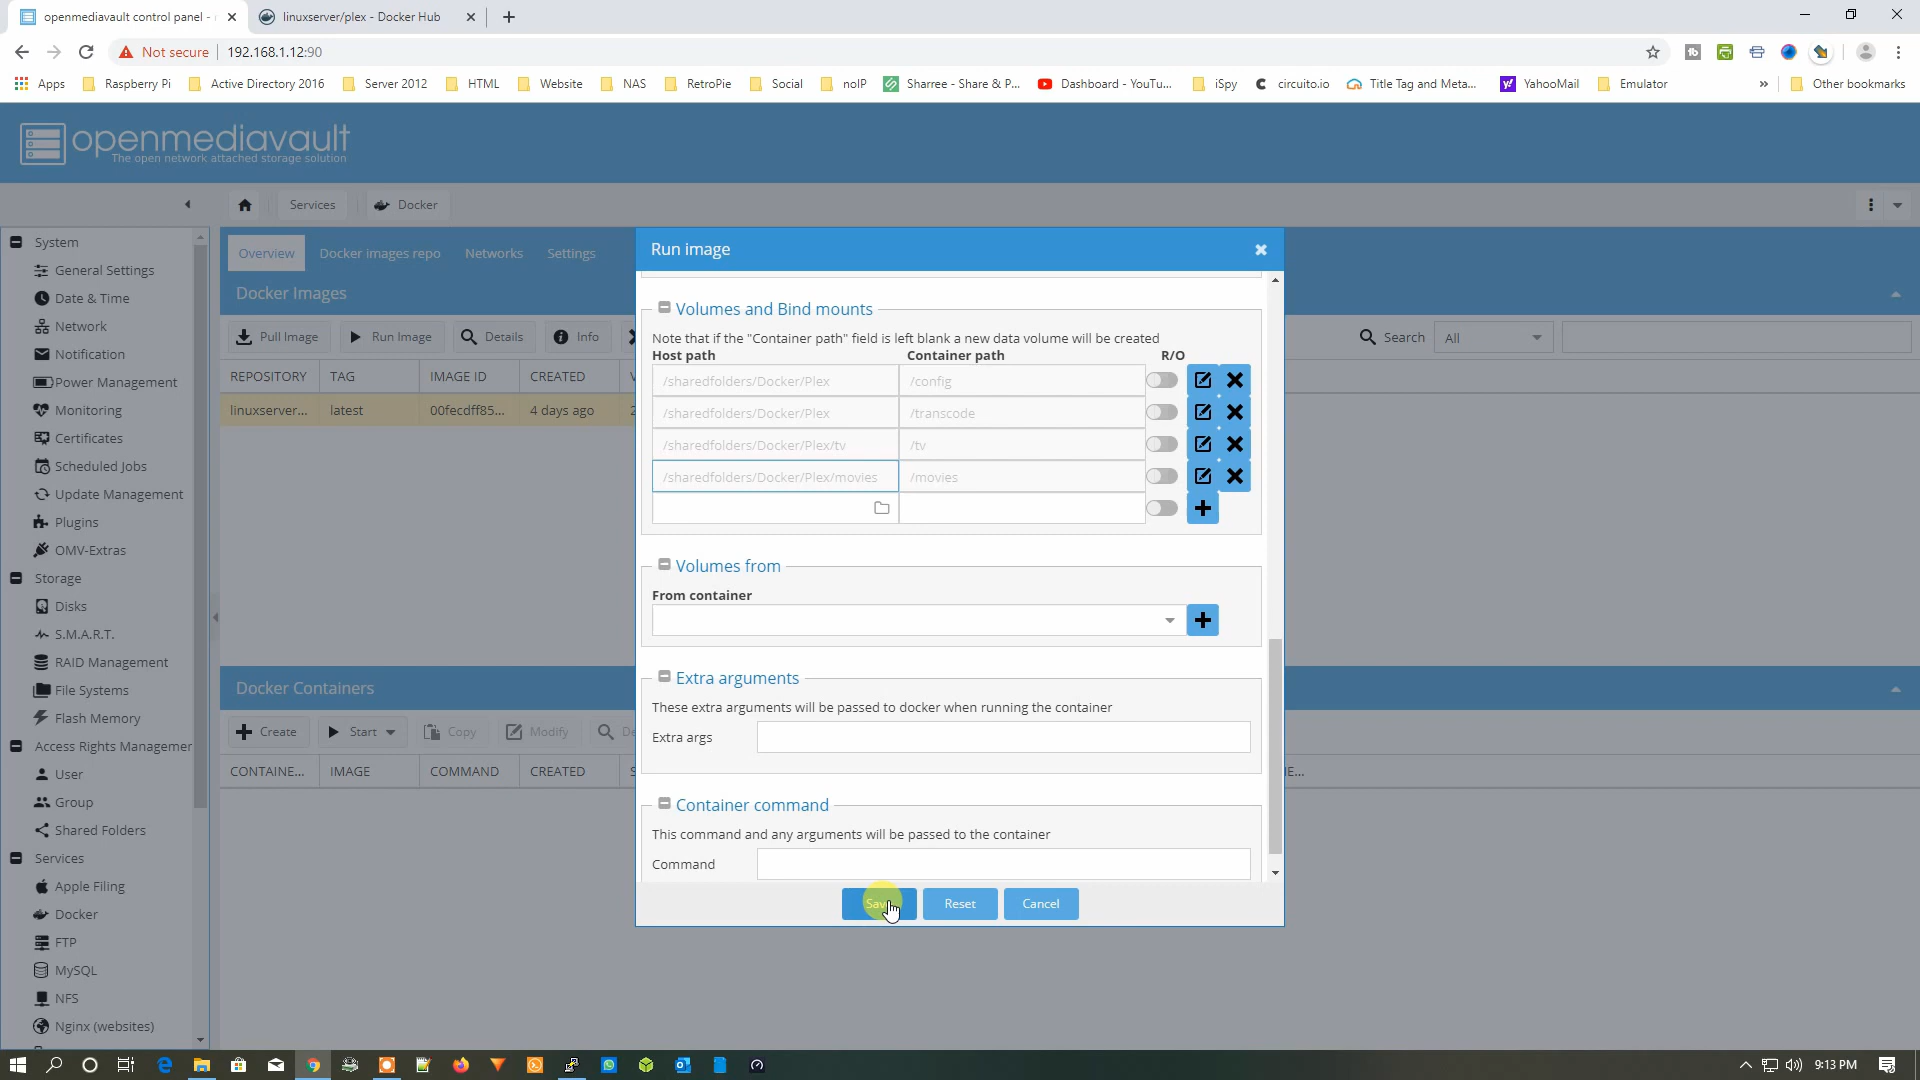 openmediavault control panel -
linuxserver/plex - Docker Hub
Not secure
192.168.1.12:90
Apps
Raspberry Pi
Active Directory 2016
Server 2012
HTML
Website
NAS
RetroPie
Social
noIP
Sharree - Share & P...
Dashboard - YouTu...
iSpy
circuito.io
Title Tag and Meta...
YahooMail
Emulator
»
Other bookmarks
openmediavault
The open network attached storage solution
Services
Docker
System
General Settings
Date & Time
Network
Notification
Power Management
Monitoring
Certificates
Scheduled Jobs
Update Management
Plugins
OMV-Extras
Storage
Disks
S.M.A.R.T.
RAID Management
File Systems
Flash Memory
Access Rights Managemer
User
Group
Shared Folders
Services
Apple Filing
Docker
FTP
MySQL
NFS
Nginx (websites)
Overview
Docker images repo
Networks
Settings
Docker Images
Pull Image
Run Image
Details
Info
Search
All
REPOSITORY
TAG
IMAGE ID
CREATED
linuxserver...
latest
00fecdff85...
4 days ago
2
Docker Containers
Create
Start
Copy
Modify
De
CONTAINE...
IMAGE
COMMAND
CREATED
S
E...
Run image
Volumes and Bind mounts
Note that if the "Container path" field is left blank a new data volume will be created
Host path
Container path
R/O
/sharedfolders/Docker/Plex
/config
/sharedfolders/Docker/Plex
/transcode
/sharedfolders/Docker/Plex/tv
/tv
/sharedfolders/Docker/Plex/movies
/movies
Volumes from
From container
Extra arguments
These extra arguments will be passed to docker when running the container
Extra args
Container command
This command and any arguments will be passed to the container
Command
Save
Reset
Cancel
9:13 PM